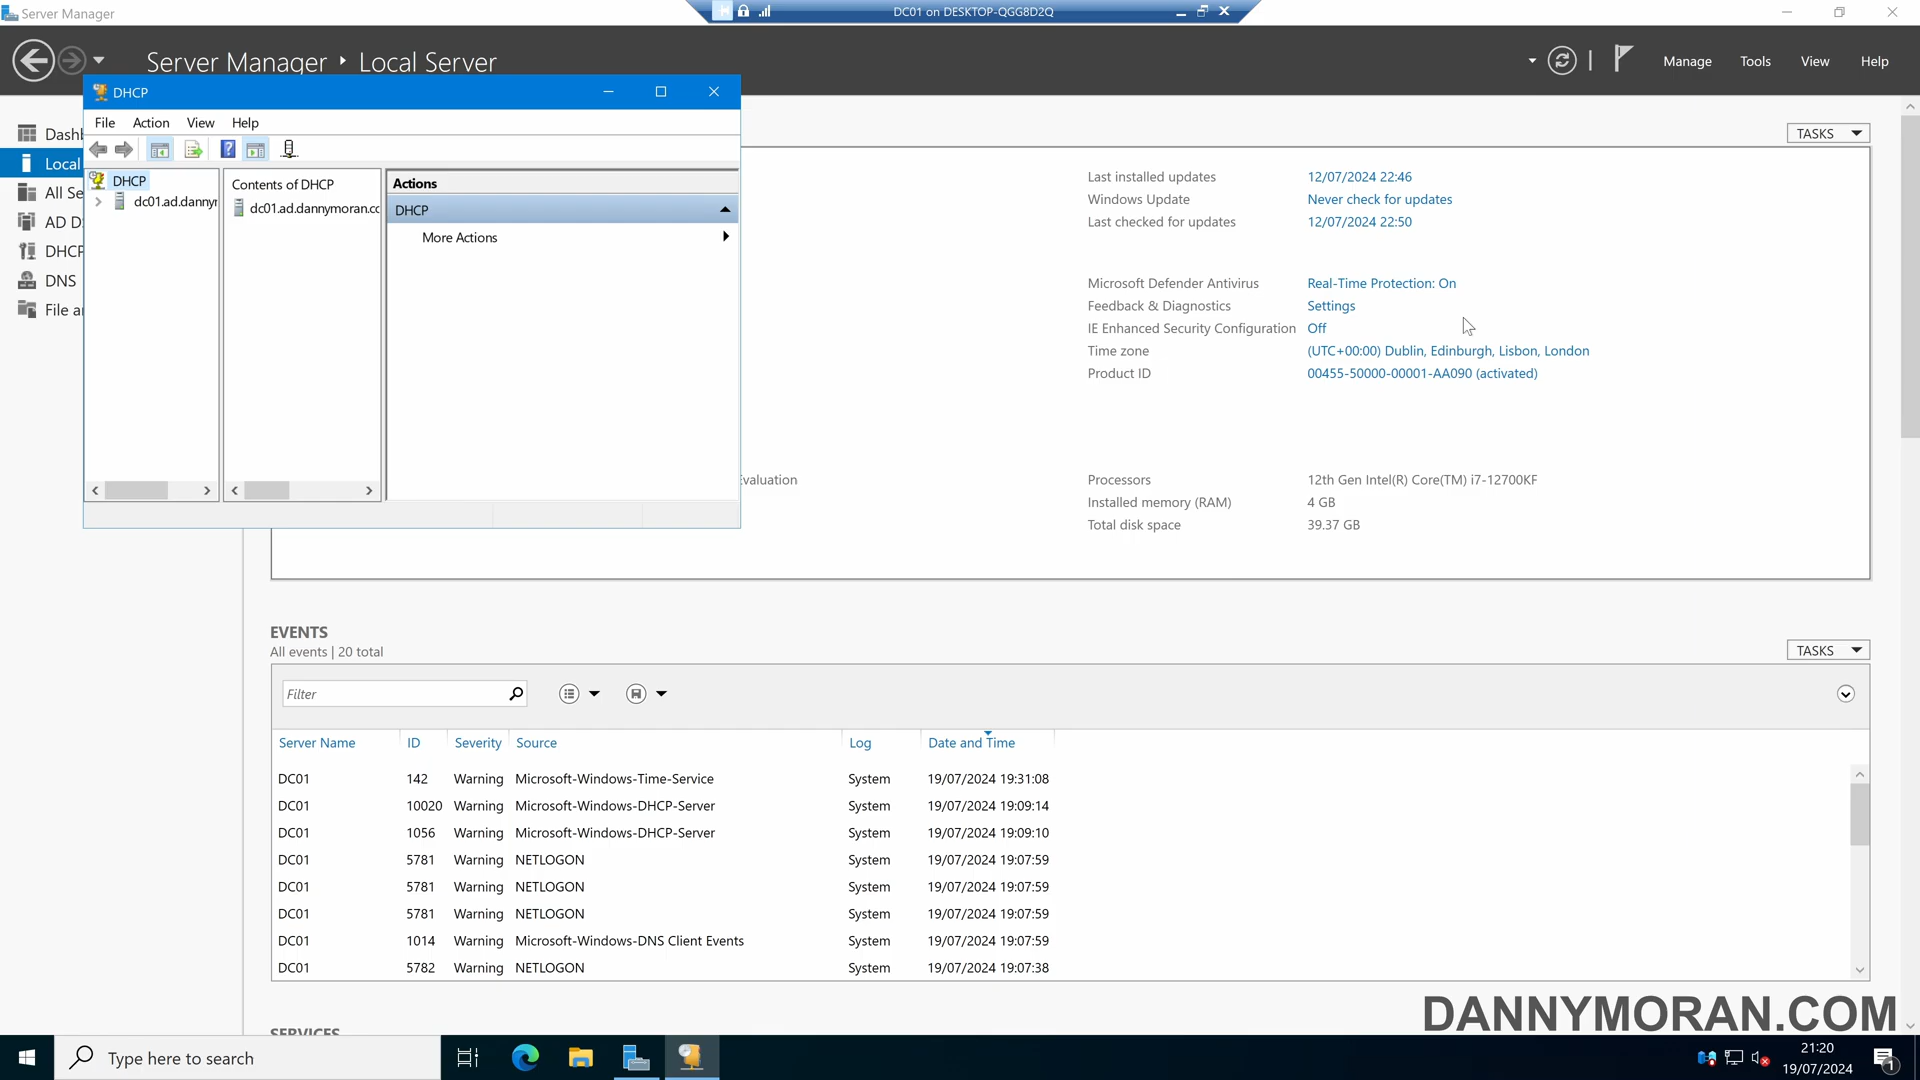 Server Manager
DC01 on DESKTOP-QGG8D2Q
Server Manager
Local Server
Manage
Tools
View
Help
DHCP
File
Action
View
Help
DHCP
dc01.ad.danny
Contents of DHCP
dc01.ad.dannymoran.cc
Actions
DHCP
More Actions
Dash
Local
All Se
AD D
DHCP
DNS
File a
TASKS
Last installed updates 12/07/2024 22:46
Windows Update Never check for updates
Last checked for updates 12/07/2024 22:50
Microsoft Defender Antivirus Real-Time Protection: On
Feedback & Diagnostics Settings
IE Enhanced Security Configuration Off
Time zone (UTC+00:00) Dublin, Edinburgh, Lisbon, London
Product ID 00455-50000-00001-AA090 (activated)
valuation
Processors 12th Gen Intel(R) Core(TM) i7-12700KF
Installed memory (RAM) 4 GB
Total disk space 39.37 GB
EVENTS
All events | 20 total
TASKS
Filter
Server Name ID Severity Source Log Date and Time
DC01 142 Warning Microsoft-Windows-Time-Service System 19/07/2024 19:31:08
DC01 10020 Warning Microsoft-Windows-DHCP-Server System 19/07/2024 19:09:14
DC01 1056 Warning Microsoft-Windows-DHCP-Server System 19/07/2024 19:09:10
DC01 5781 Warning NETLOGON System 19/07/2024 19:07:59
DC01 5781 Warning NETLOGON System 19/07/2024 19:07:59
DC01 5781 Warning NETLOGON System 19/07/2024 19:07:59
DC01 1014 Warning Microsoft-Windows-DNS Client Events System 19/07/2024 19:07:59
DC01 5782 Warning NETLOGON System 19/07/2024 19:07:38
SERVICES
DANNYMORAN.COM
Type here to search
21:20
19/07/2024
1